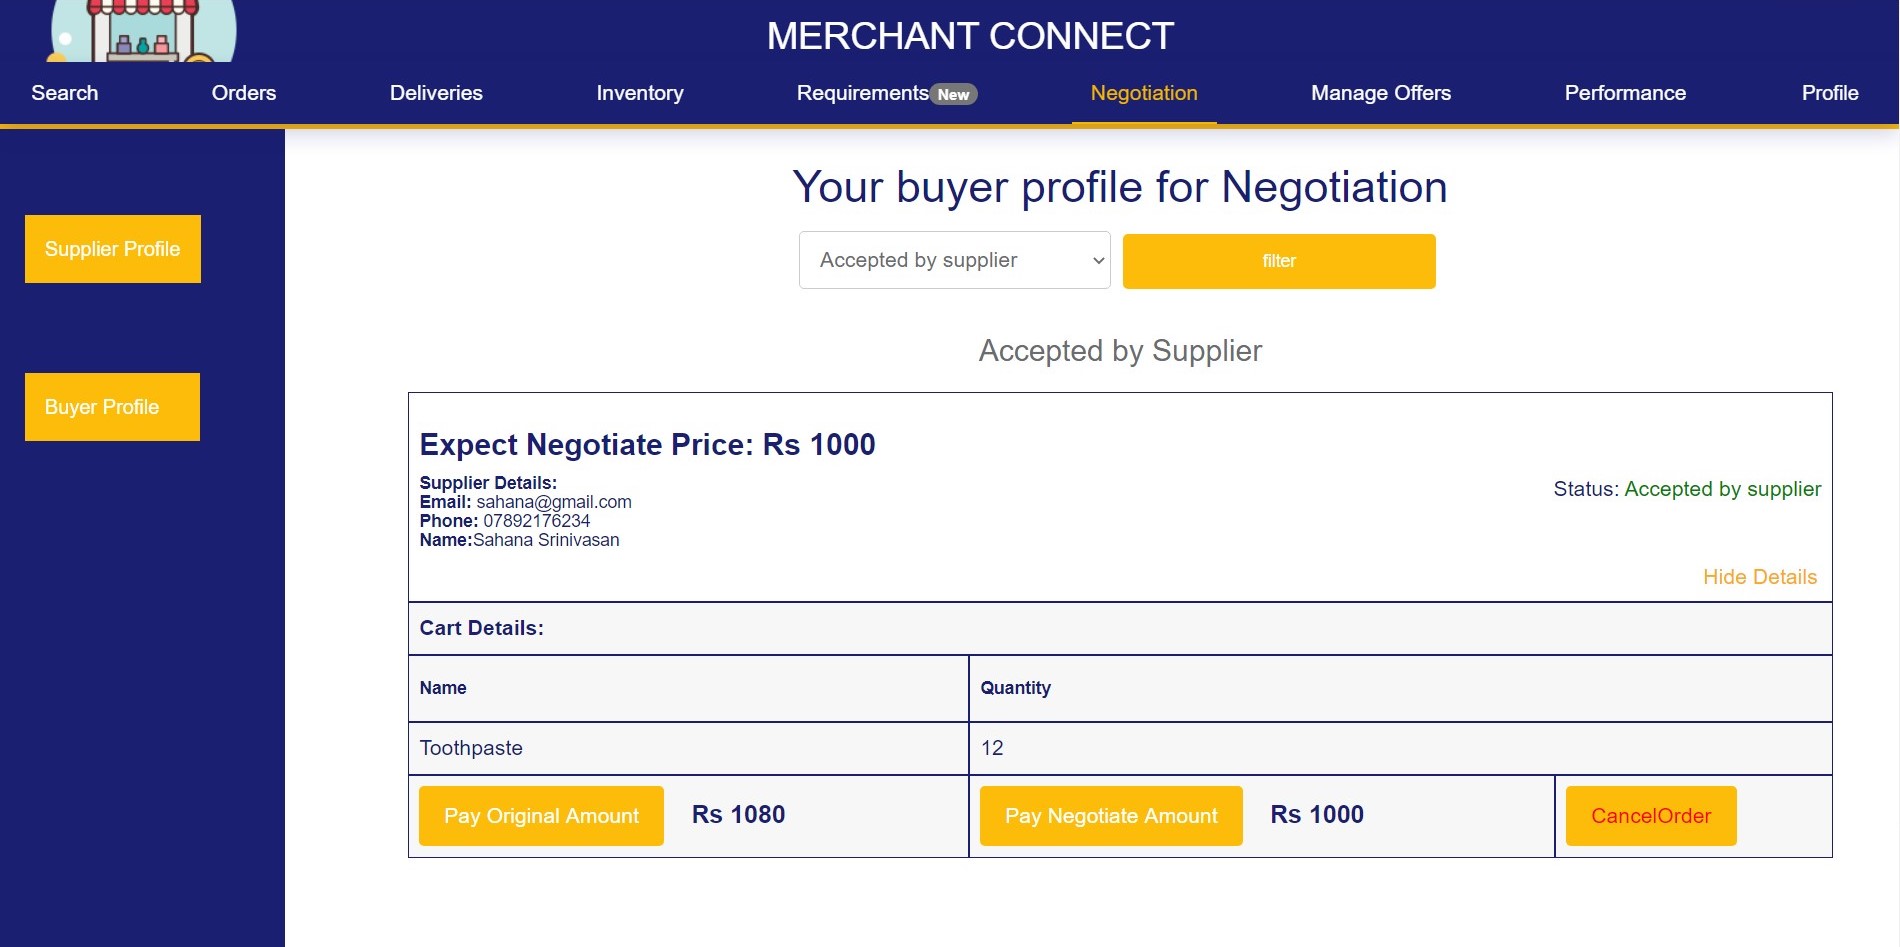 MERCHANT CONNECT
Search Orders Deliveries Inventory Requirements New Negotiation Manage Offers Performance Profile
Supplier Profile
Buyer Profile
Your buyer profile for Negotiation
Accepted by supplier filter
Accepted by Supplier
Expect Negotiate Price: Rs 1000
Supplier Details:
Email: sahana@gmail.com
Phone: 07892176234
Name:Sahana Srinivasan
Status: Accepted by supplier
Hide Details
Cart Details:
Name Quantity
Toothpaste 12
Pay Original Amount Rs 1080 Pay Negotiate Amount Rs 1000 CancelOrder